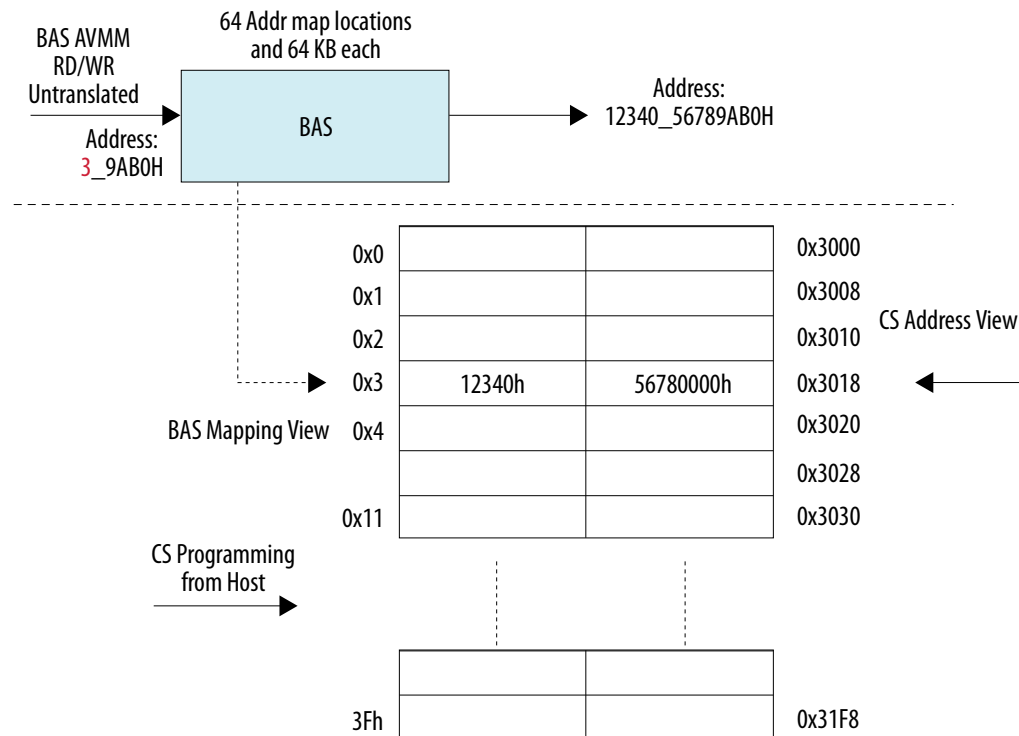 64 Addr map locations
and 64 KB each
BAS AVMM
RD/WR
Untranslated
Address:
3_9AB0H
BAS
Address:
12340_56789AB0H
0x0
0x3000
0x1
0x3008
0x2
0x3010
CS Address View
0x3
12340h
56780000h
0x3018
BAS Mapping View
0x4
0x3020
0x3028
0x11
0x3030
CS Programming
from Host
3Fh
0x31F8